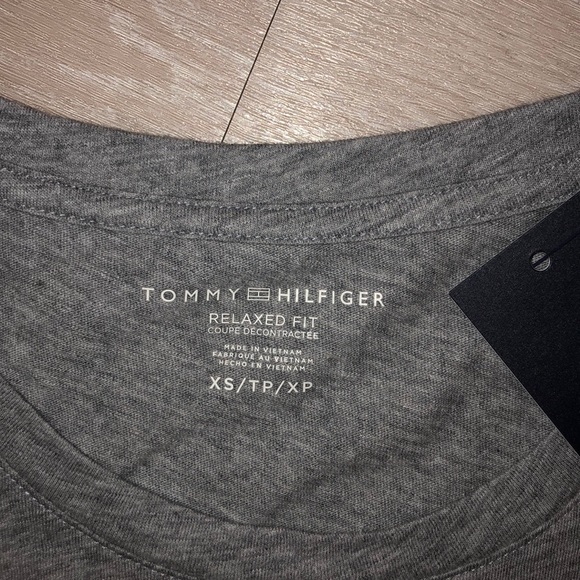 TOMMY HILFIGER
RELAXED FIT
COUPE DÉCONTRACTÉE
MADE IN VIETNAM
FABRIQUÉ AU VIETNAM
HECHO EN VIETNAM
XS/TP/XP